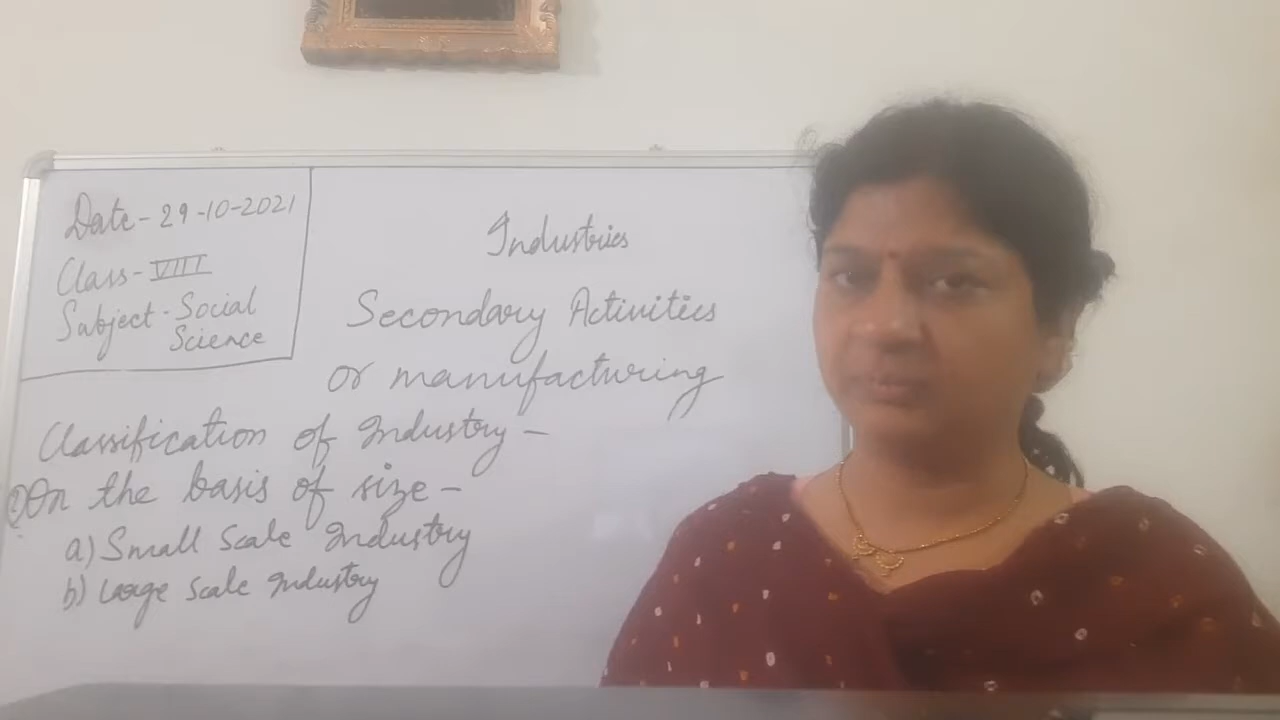 Date - 29-10-2021
Class - VIII
Subject - Social
Science
Industries
Secondary Activities
or manufacturing
Classification of Industry -
On the basis of size -
a) Small Scale Industry
b) Large Scale Industry